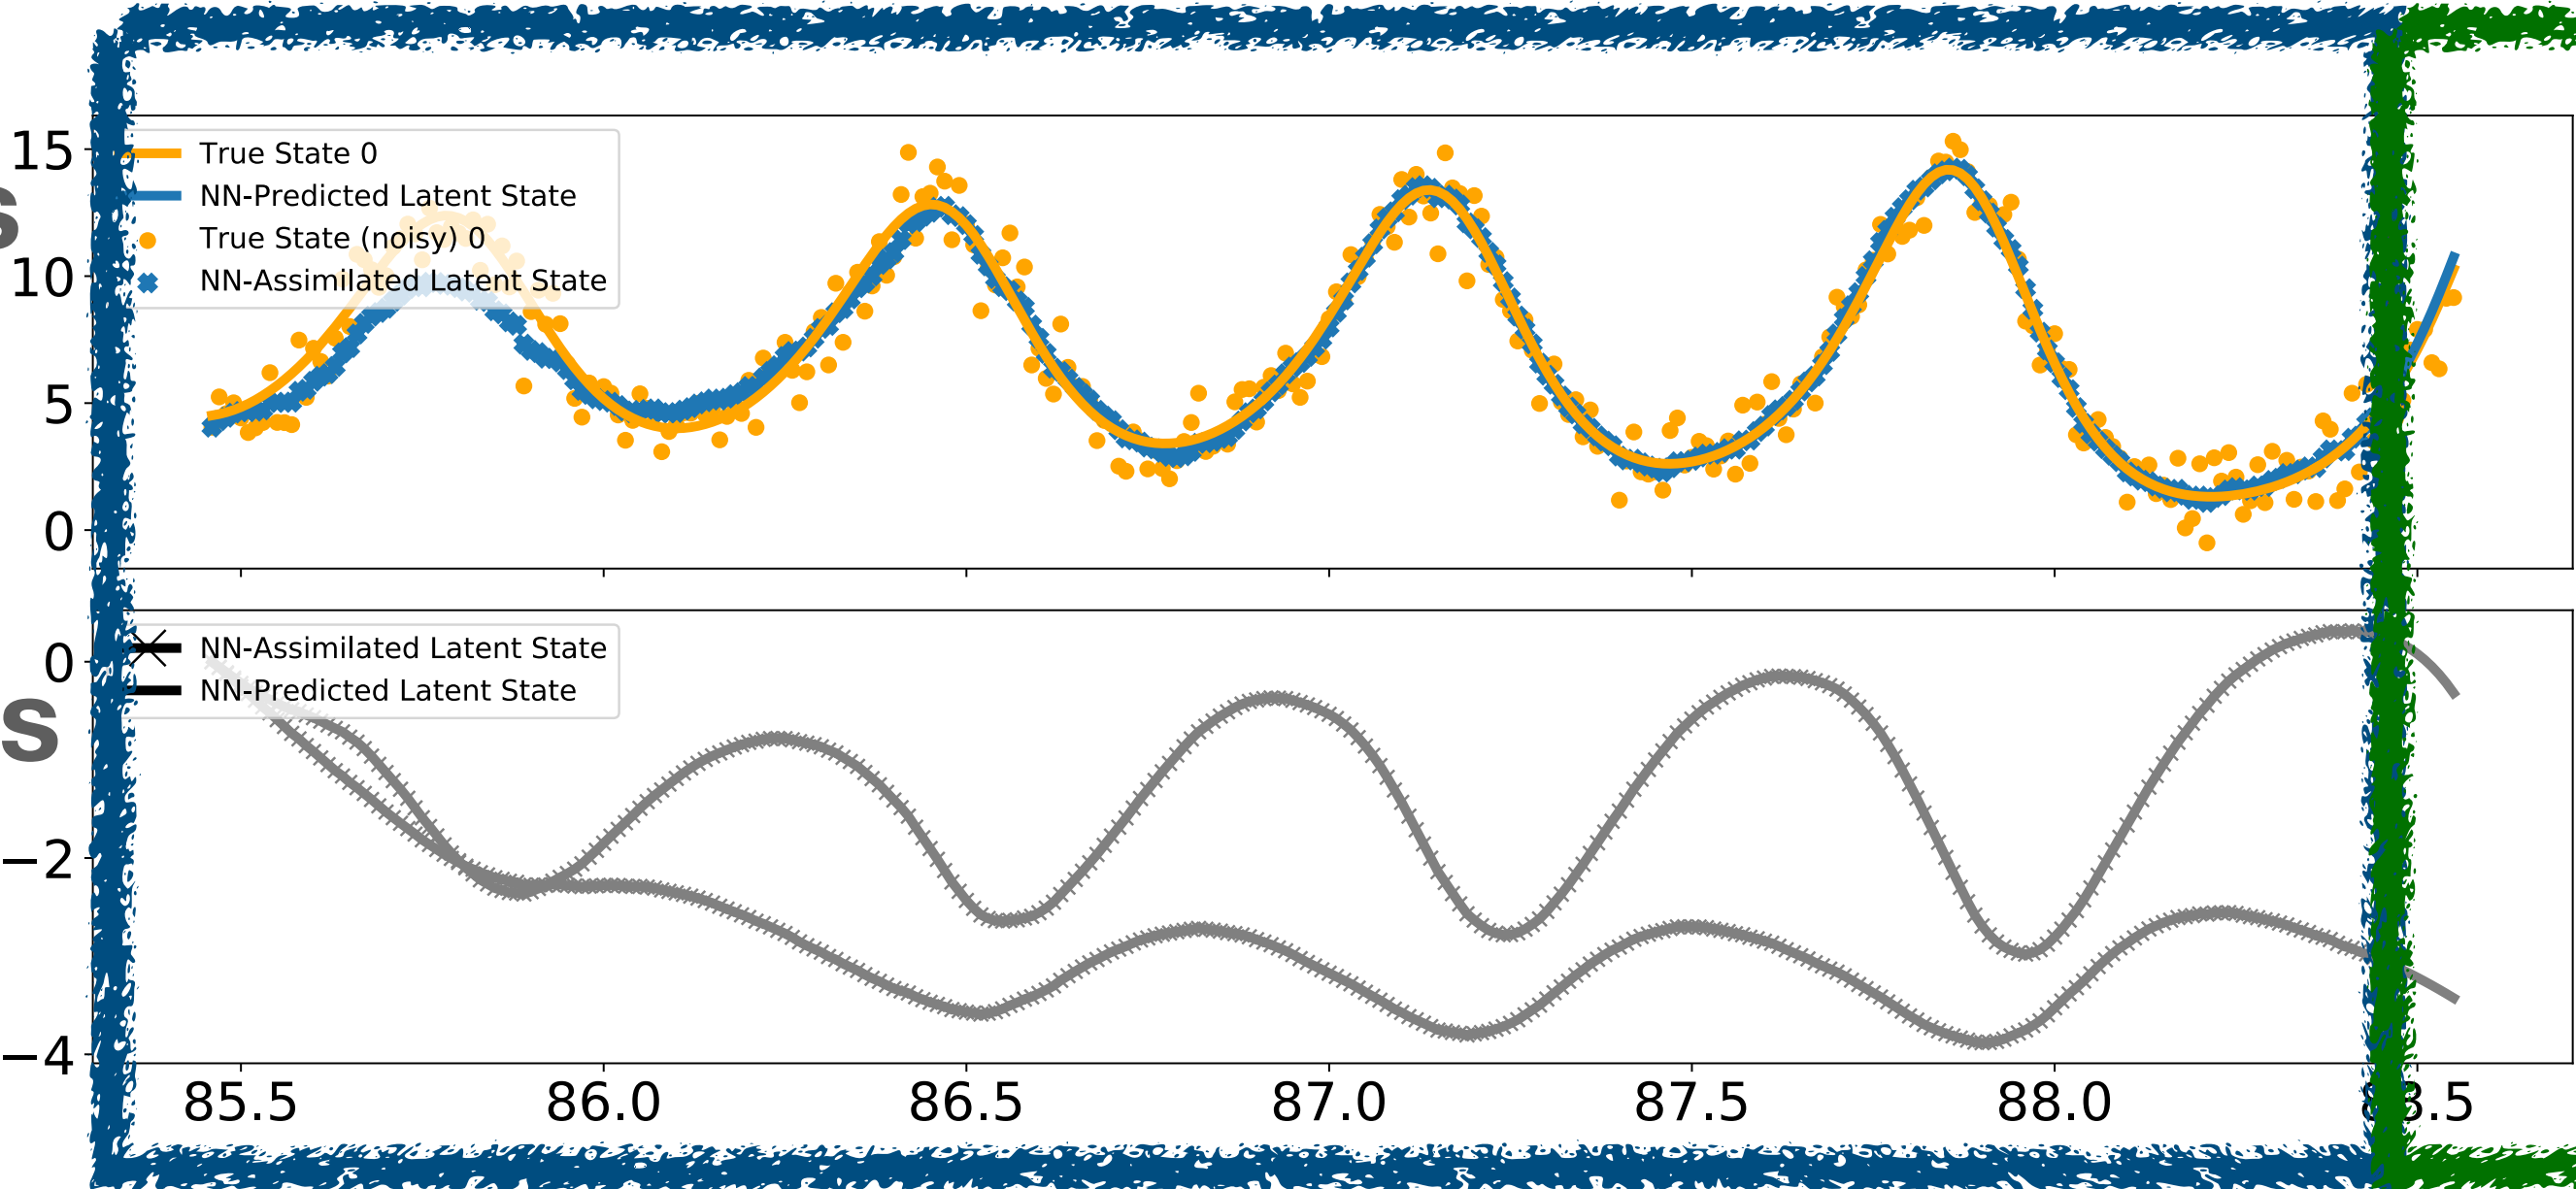 s
15
10
5
0
True State 0
NN-Predicted Latent State
True State (noisy) 0
NN-Assimilated Latent State
s
0
−2
−4
NN-Assimilated Latent State
NN-Predicted Latent State
85.5 86.0 86.5 87.0 87.5 88.0 8.5